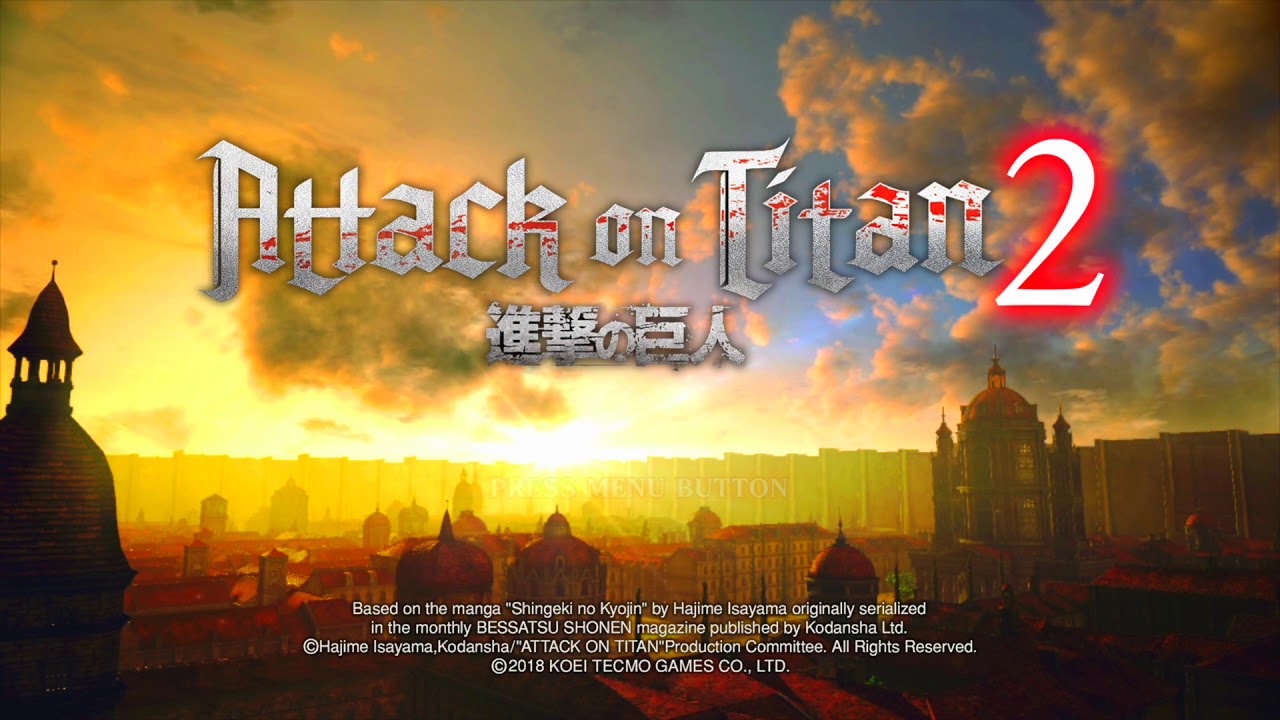 Attack on Titan 2
進撃の巨人
PRESS MENU BUTTON
Based on the manga "Shingeki no Kyojin" by Hajime Isayama originally serialized
in the monthly BESSATSU SHONEN magazine published by Kodansha Ltd.
©Hajime Isayama,Kodansha/"ATTACK ON TITAN"Production Committee. All Rights Reserved.
©2018 KOEI TECMO GAMES CO., LTD.